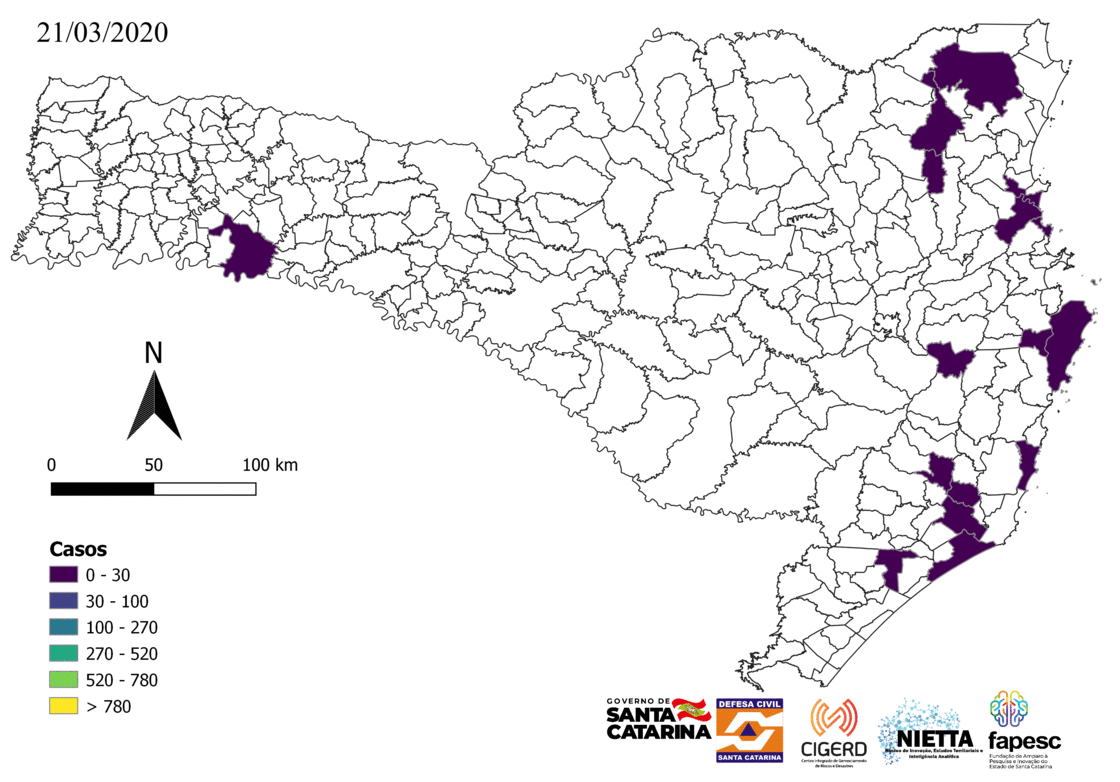 21/03/2020
N
0 50 100 km
Casos
0 - 30
30 - 100
100 - 270
270 - 520
520 - 780
> 780
GOVERNO DE
SANTA
CATARINA
DEFESA CIVIL
SANTA CATARINA
CIGERD
Centro Integrado de Gerenciamento
de Riscos e Desastres
NIETTA
Núcleo de Inovação, Estudos Territoriais e
Inteligência Analítica
fapesc
Fundação de Amparo à
Pesquisa e Inovação do
Estado de Santa Catarina